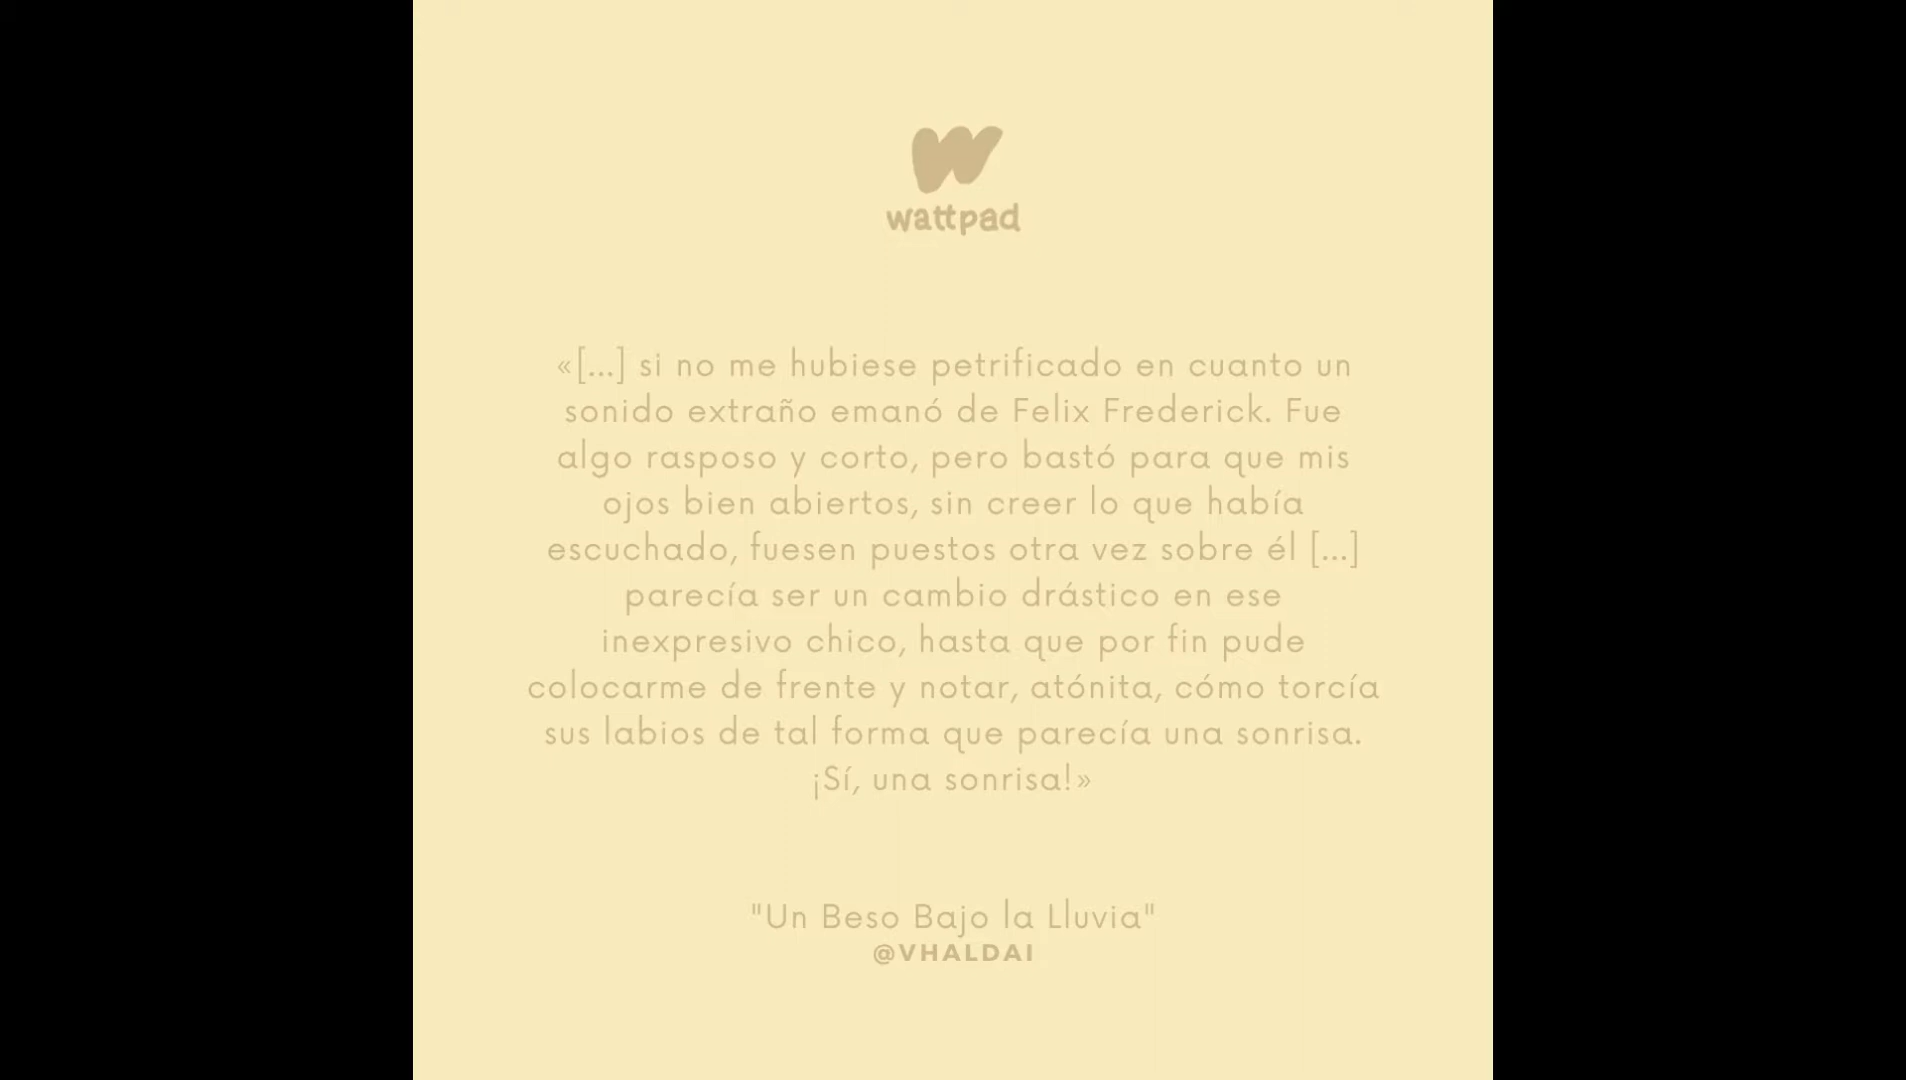 wattpad
«[...] si no me hubiese petrificado en cuanto un
sonido extraño emanó de Felix Frederick. Fue
algo rasposo y corto, pero bastó para que mis
ojos bien abiertos, sin creer lo que había
escuchado, fuesen puestos otra vez sobre él [...]
parecía ser un cambio drástico en ese
inexpresivo chico, hasta que por fin pude
colocarme de frente y notar, atónita, cómo torcía
sus labios de tal forma que parecía una sonrisa.
¡Sí, una sonrisa!»
"Un Beso Bajo la Lluvia"
@VHALDAI